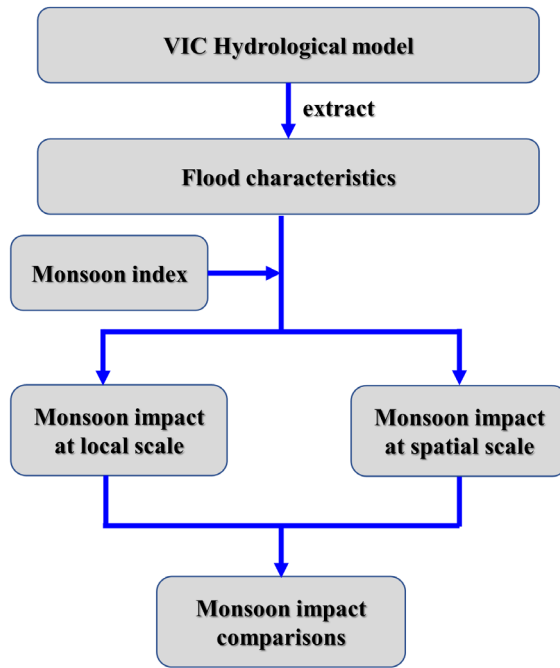 VIC Hydrological model
extract
Flood characteristics
Monsoon index
Monsoon impact
at local scale
Monsoon impact
at spatial scale
Monsoon impact
comparisons